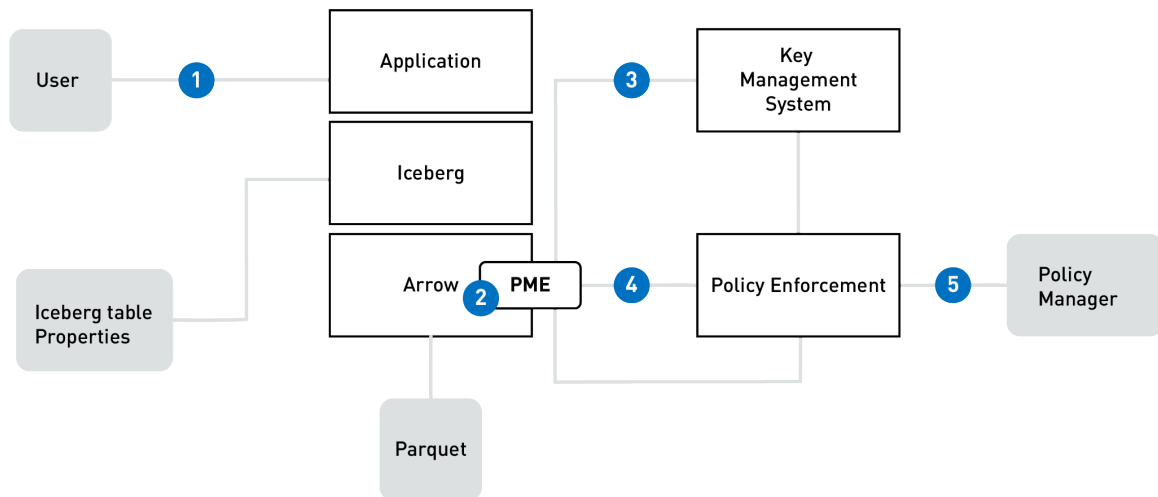 User
1
Application
3
Key
Management
System
Iceberg
Iceberg table
Properties
Arrow
2
PME
4
Policy Enforcement
5
Policy
Manager
Parquet